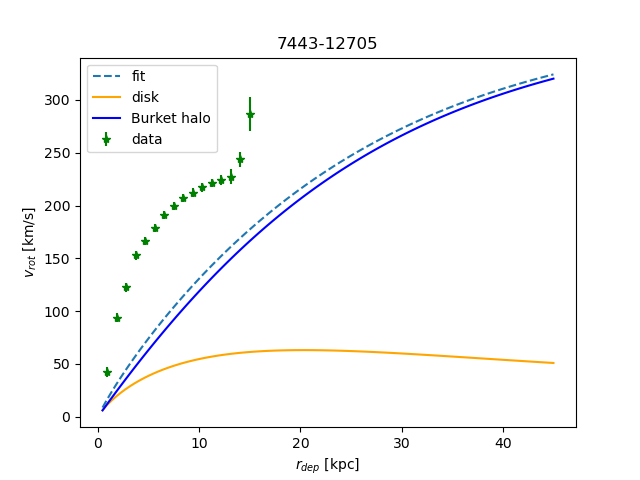 7443-12705
fit
disk
Burket halo
data
300
250
200
150
100
50
0
v_rot [km/s]
0 10 20 30 40
r_dep [kpc]